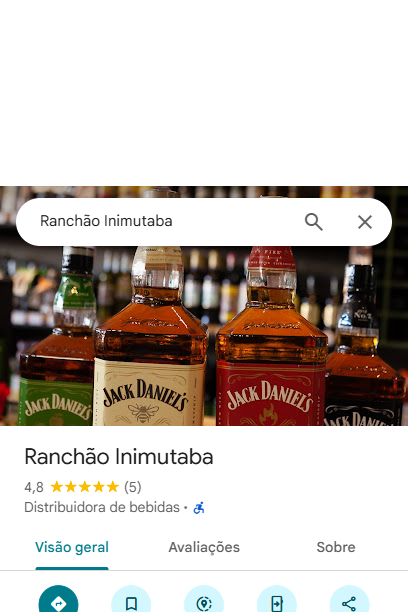 Ranchão Inimutaba
FIRE
JACK DANIEL'S
JACK DANIEL'S
JACK DANIEL'S
JACK DANIEL'S
Ranchão Inimutaba
4,8 ★★★★★ (5)
Distribuidora de bebidas ·
Visão geral
Avaliações
Sobre